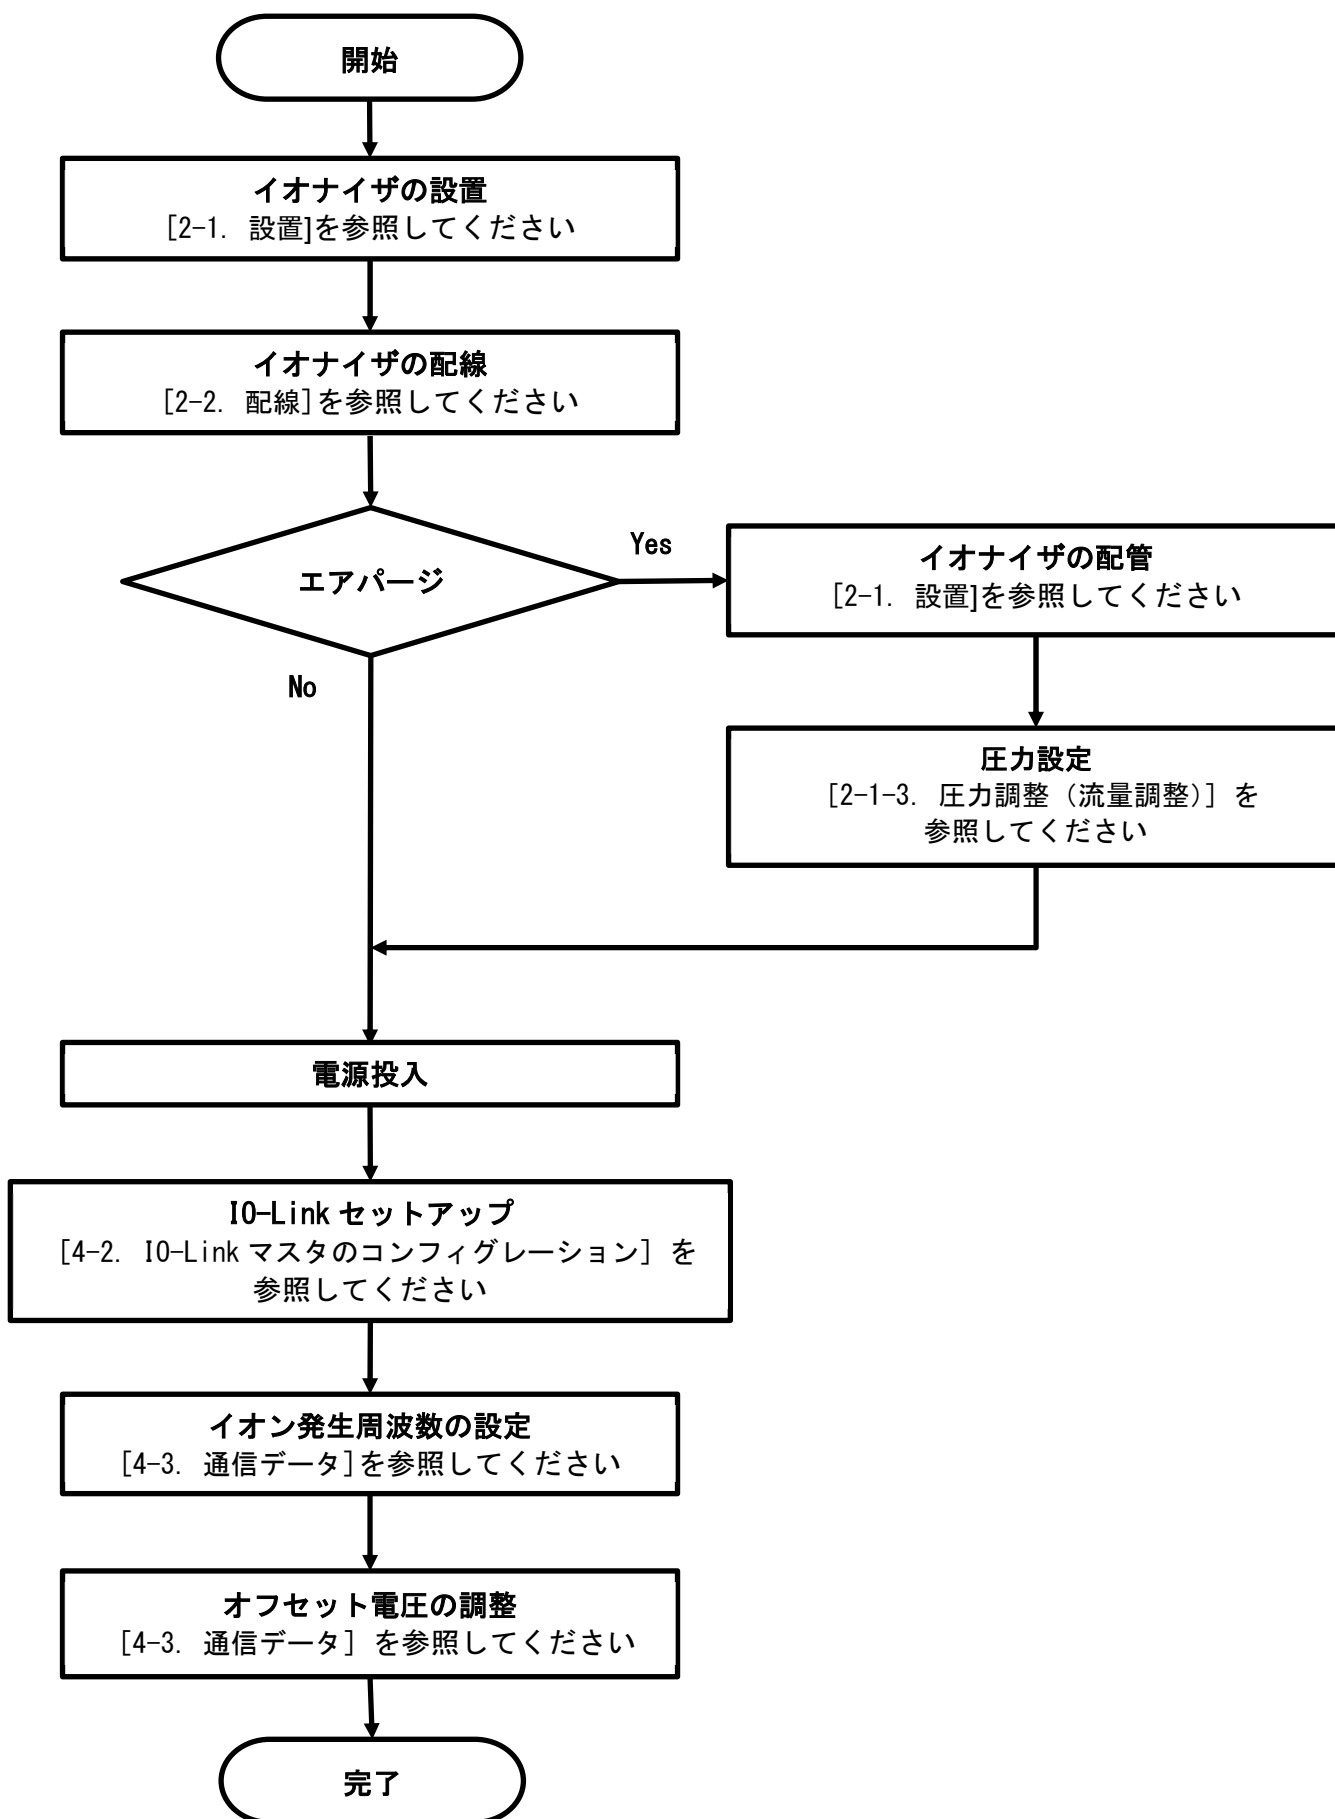 開始
イオナイザの設置
[2-1. 設置]を参照してください
イオナイザの配線
[2-2. 配線]を参照してください
エアパージ
Yes
イオナイザの配管
[2-1. 設置]を参照してください
No
圧力設定
[2-1-3. 圧力調整（流量調整）] を
参照してください
電源投入
IO-Link セットアップ
[4-2. IO-Link マスタのコンフィグレーション] を
参照してください
イオン発生周波数の設定
[4-3. 通信データ]を参照してください
オフセット電圧の調整
[4-3. 通信データ] を参照してください
完了